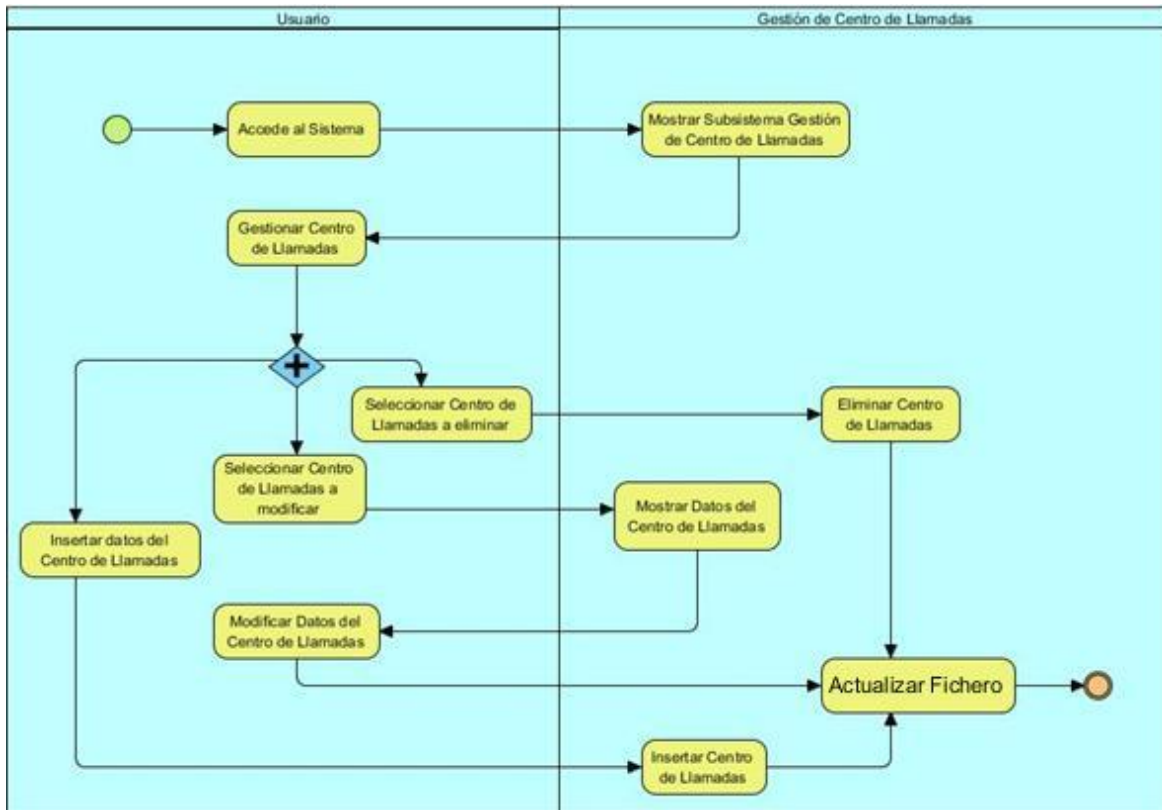 Usuario
Gestión de Centro de Llamadas
Accede al Sistema
Mostrar Subsistema Gestión
de Centro de Llamadas
Gestionar Centro
de Llamadas
Seleccionar Centro de
Llamadas a eliminar
Eliminar Centro
de Llamadas
Seleccionar Centro
de Llamadas a
modificar
Mostrar Datos del
Centro de Llamadas
Insertar datos del
Centro de Llamadas
Modificar Datos del
Centro de Llamadas
Actualizar Fichero
Insertar Centro
de Llamadas